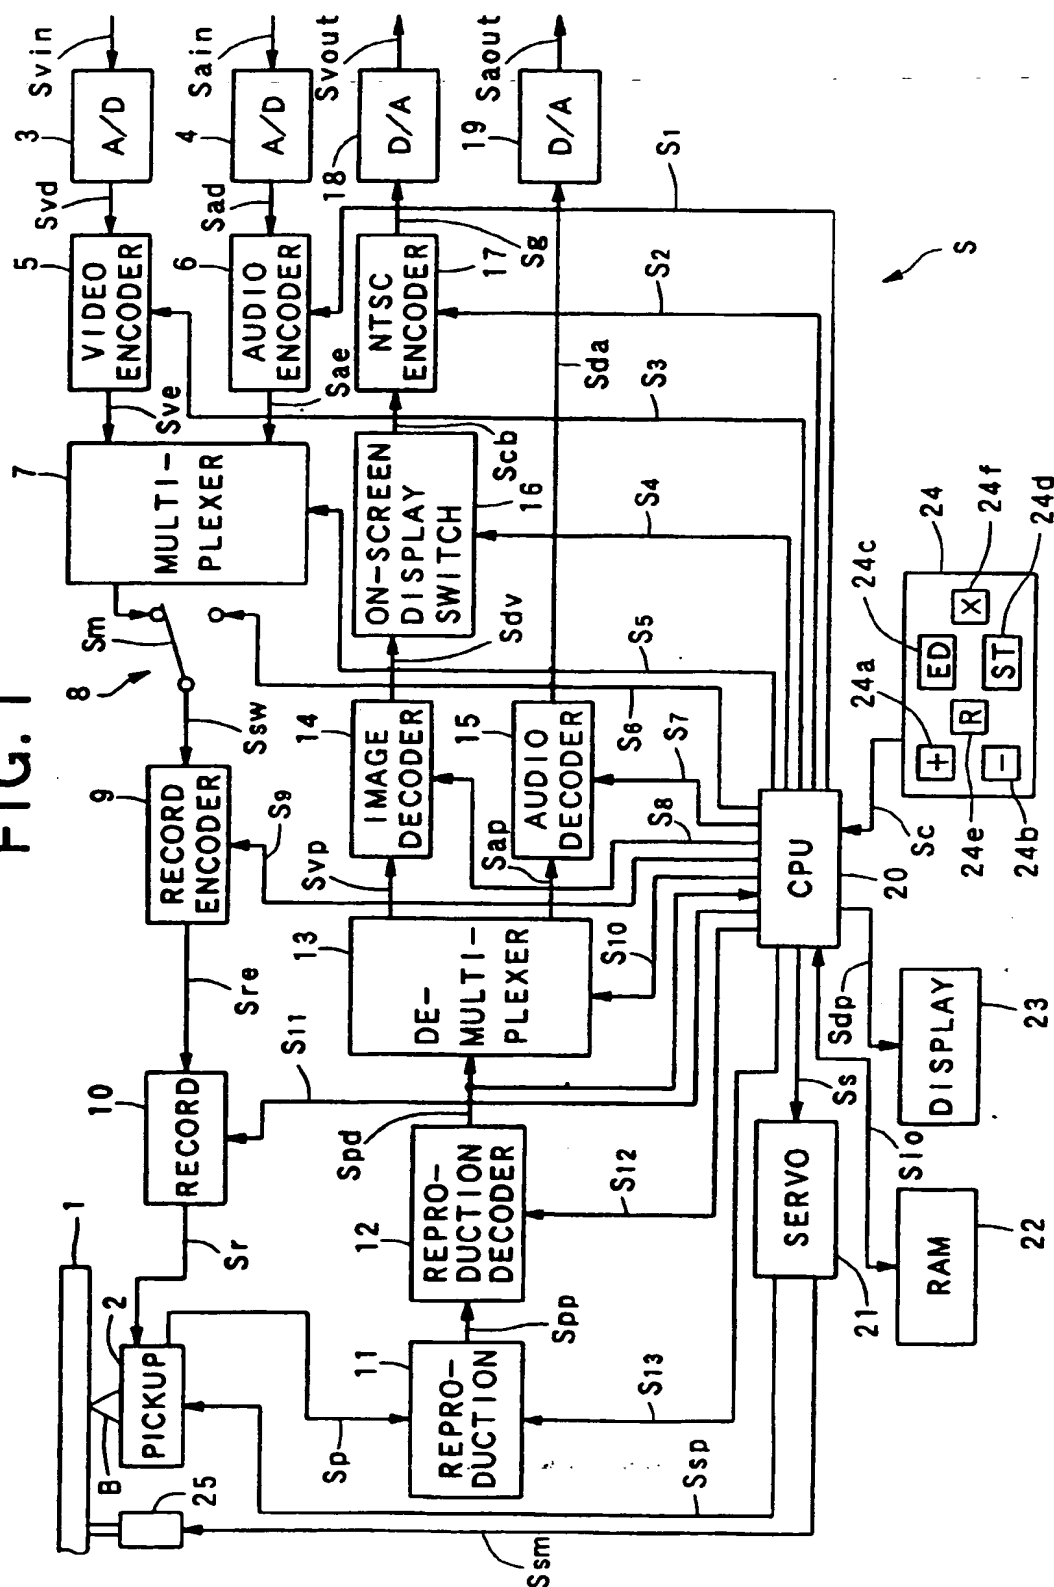 FIG. 1
1
2
PICKUP
B
25
Sr
10
RECORD
Sre
S11
9
RECORD
ENCODER
S9
Ssw
8
Sm
7
MULTI-
PLEXER
Sve
Sae
5
VIDEO
ENCODER
6
AUDIO
ENCODER
Svd
Sad
3
A/D
4
A/D
Svin
Sain
Sp
11
REPRO-
DUCTION
Spp
12
REPRO-
DUCTION
DECODER
Spd
13
DE-
MULTI-
PLEXER
Svp
Sap
14
IMAGE
DECODER
15
AUDIO
DECODER
Sdv
ON-SCREEN
DISPLAY
SWITCH
16
Scb
NTSC
ENCODER
17
Sg
18
D/A
Svout
Sda
19
D/A
Saout
S1
S2
S3
S4
S5
S6
S7
S8
S10
S12
S13
Ssp
Ssm
SERVO
21
Ss
CPU
20
S
Sc
Sdp
S10
RAM
22
DISPLAY
23
24
24a
24c
24f
24e
24b
24d
+
ED
X
R
−
ST